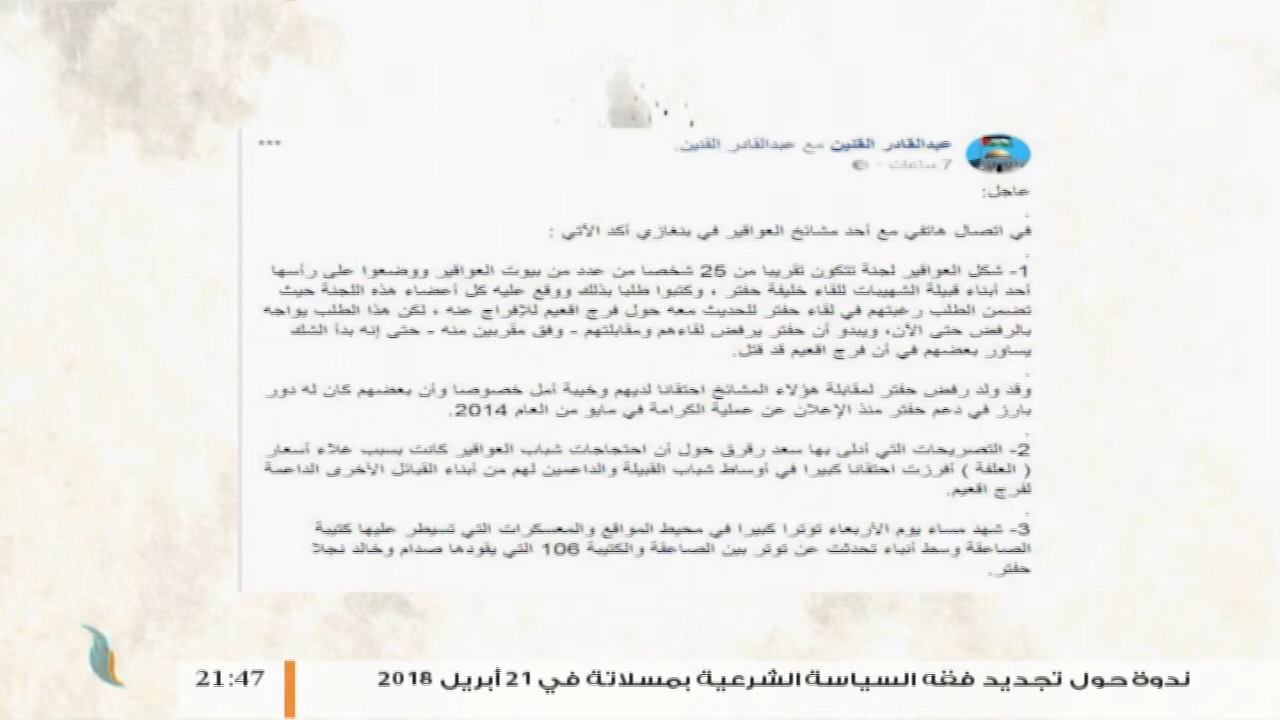 عبدالقادر القنين مع عبدالقادر القنين.
7 ساعات ·
عاجل:
.
في اتصال هاتفي مع أحد مشائخ العواقير في بنغازي أكد الآتي :
.
1- شكل العواقير لجنة تتكون تقريبا من 25 شخصا من عدد من بيوت العواقير ووضعوا على رأسها
أحد أبناء قبيلة الشهيبات للقاء خليفة حفتر ، وكتبوا طلبا بذلك ووقع عليه كل أعضاء هذه اللجنة حيث
تضمن الطلب رغبتهم في لقاء حفتر للحديث معه حول فرج اقعيم للإفراج عنه ، لكن هذا الطلب يواجه
بالرفض حتى الآن، ويبدو أن حفتر يرفض لقاءهم ومقابلتهم - وفق مقربين منه - حتى إنه بدأ الشك
يساور بعضهم في أن فرج اقعيم قد قتل.
.
وقد ولد رفض حفتر لمقابلة هؤلاء المشائخ احتقانا لديهم وخيبة أمل خصوصا وأن بعضهم كان له دور
بارز في دعم حفتر منذ الإعلان عن عملية الكرامة في مايو من العام 2014.
.
2- التصريحات التي أدلى بها سعد رقرق حول أن احتجاجات شباب العواقير كانت بسبب غلاء أسعار
( العلفة ) أفرزت احتقانا كبيرا في أوساط شباب القبيلة والداعمين لهم من أبناء القبائل الأخرى الداعمة
لفرج اقعيم.
.
3- شهد مساء يوم الأربعاء توترا كبيرا في محيط المواقع والمعسكرات التي تسيطر عليها كتيبة
الصاعقة وسط أنباء تحدثت عن توتر بين الصاعقة والكتيبة 106 التي يقودها صدام وخالد نجلا
حفتر.
ندوة حول تجديد فقه السياسة الشرعية بمسلاتة في 21 أبريل 2018
21:47